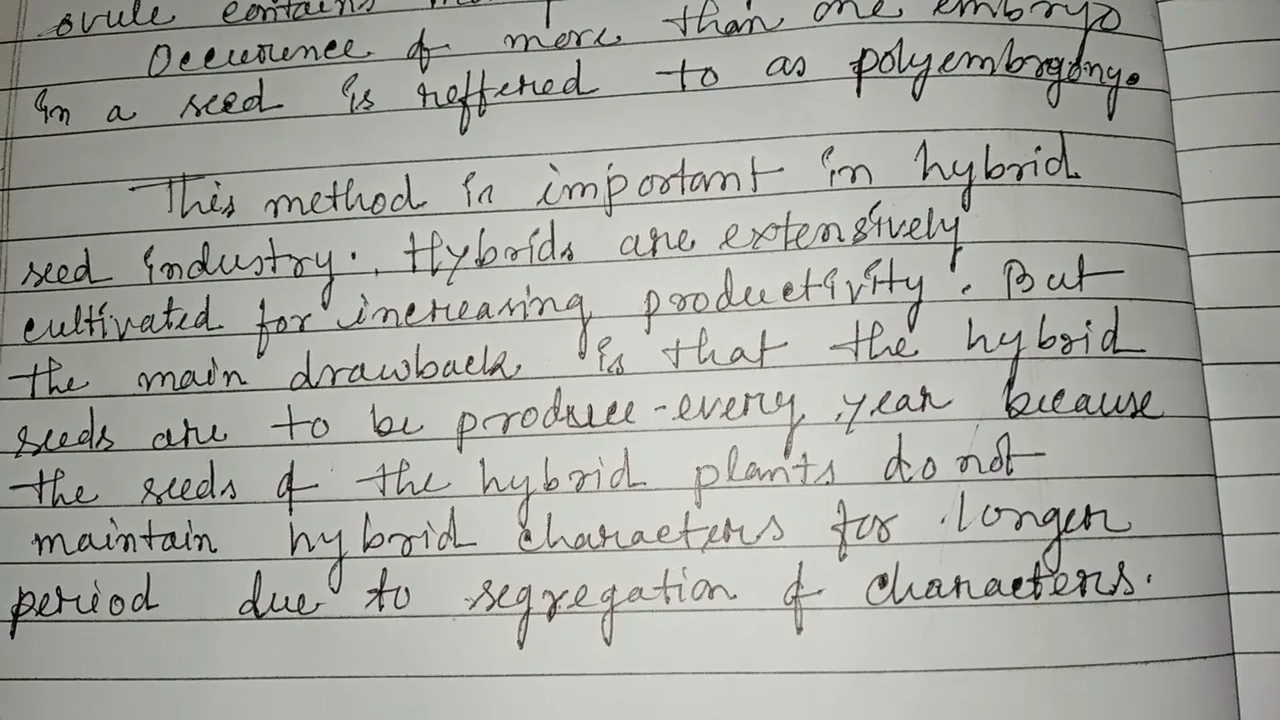 ovule contains
Occurence of more than one embryo
in a seed is reffered to as polyembryony.
This method is important in hybrid
seed industry. Hybrids are extensively
cultivated for increasing productivity. But
the main drawback is that the hybrid
seeds are to be produce every year because
the seeds of the hybrid plants do not
maintain hybrid characters for longer
period due to segregation of characters.